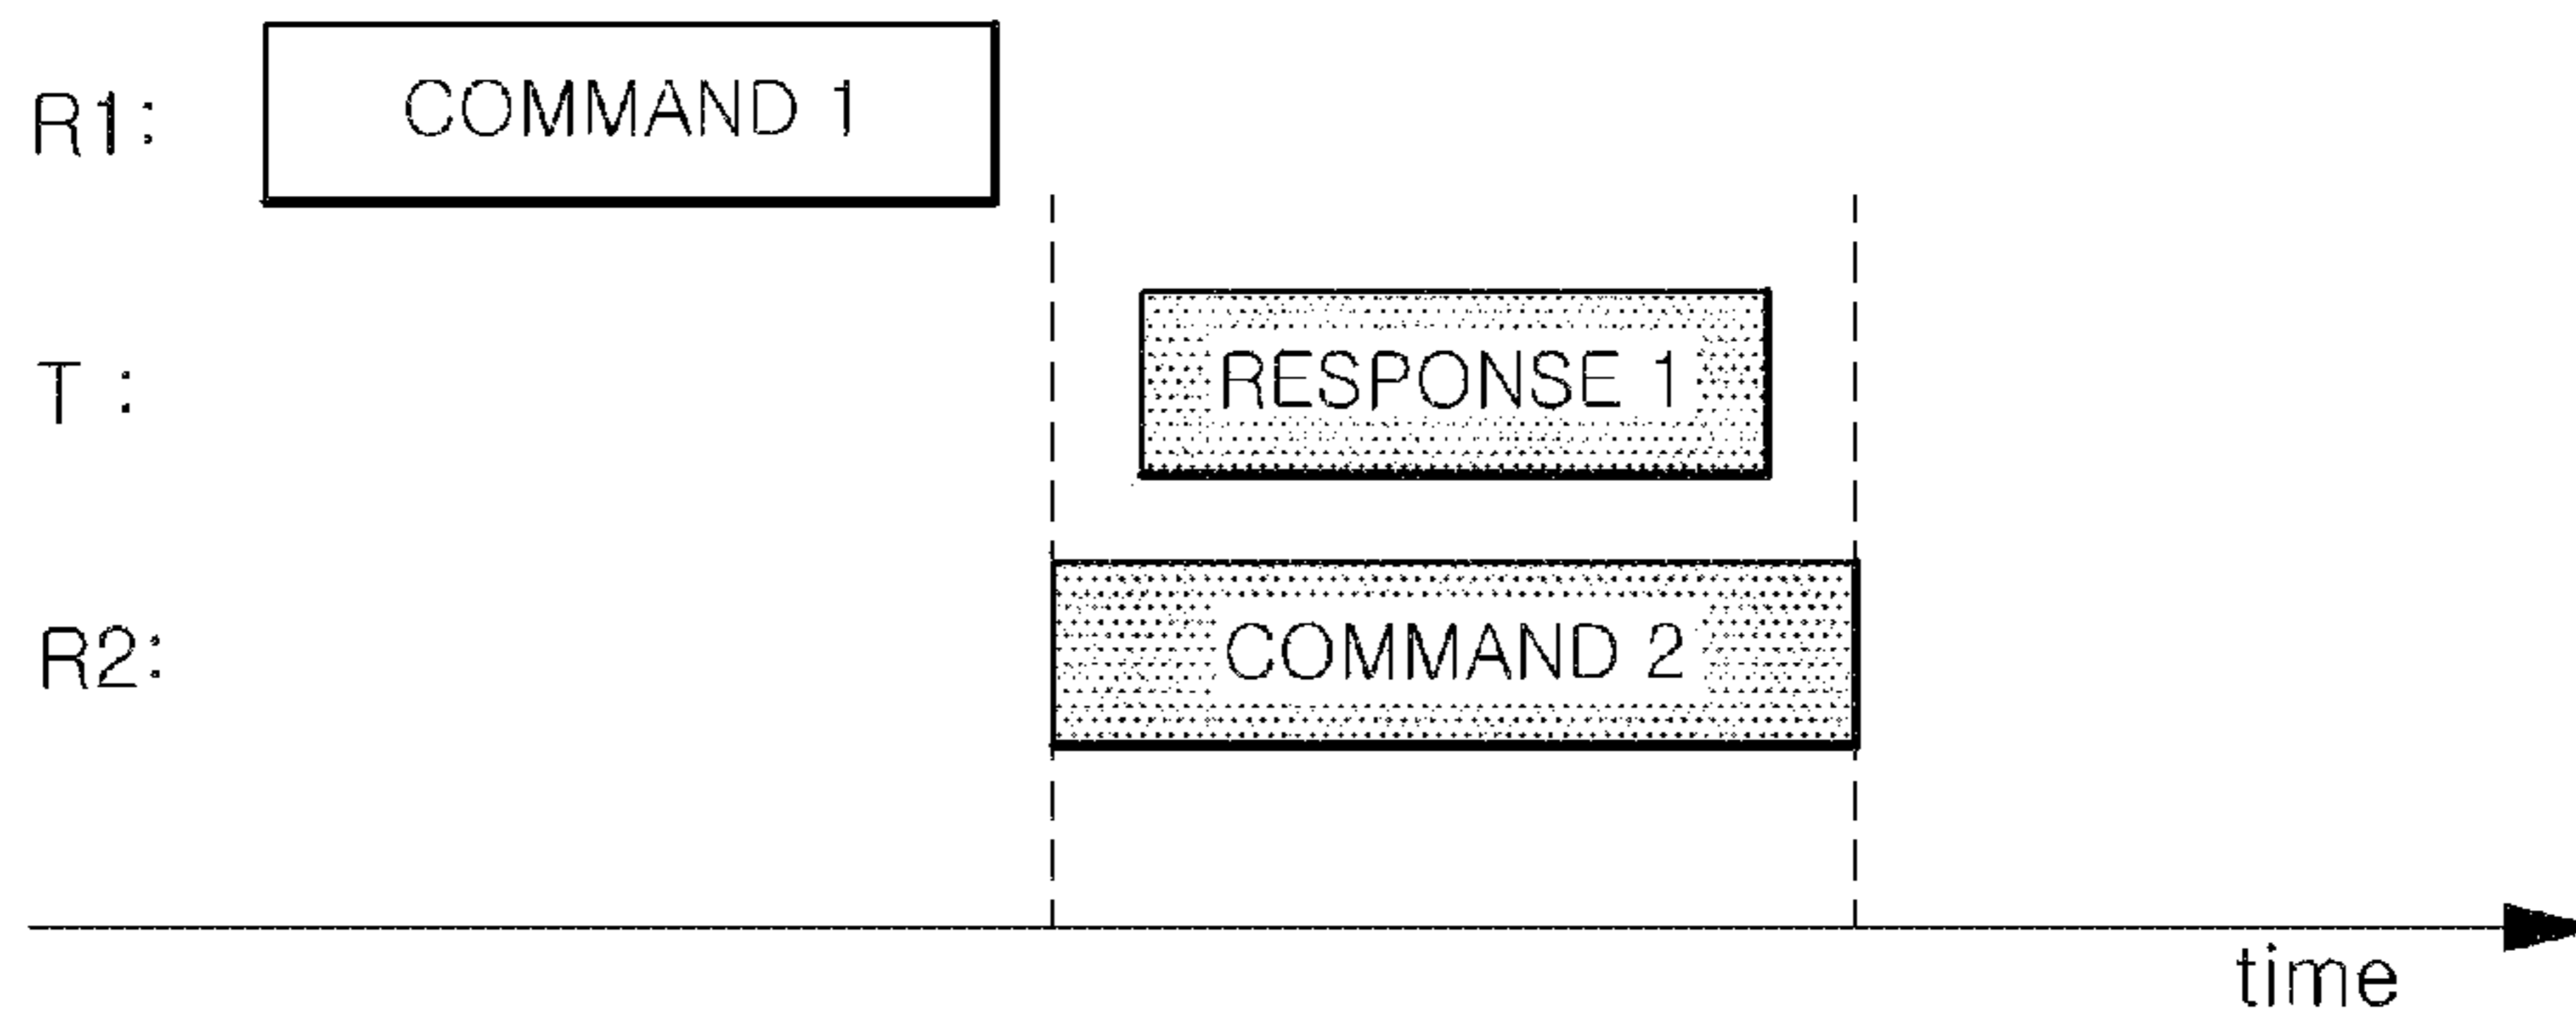 R1: COMMAND 1
T : RESPONSE 1
R2: COMMAND 2
time